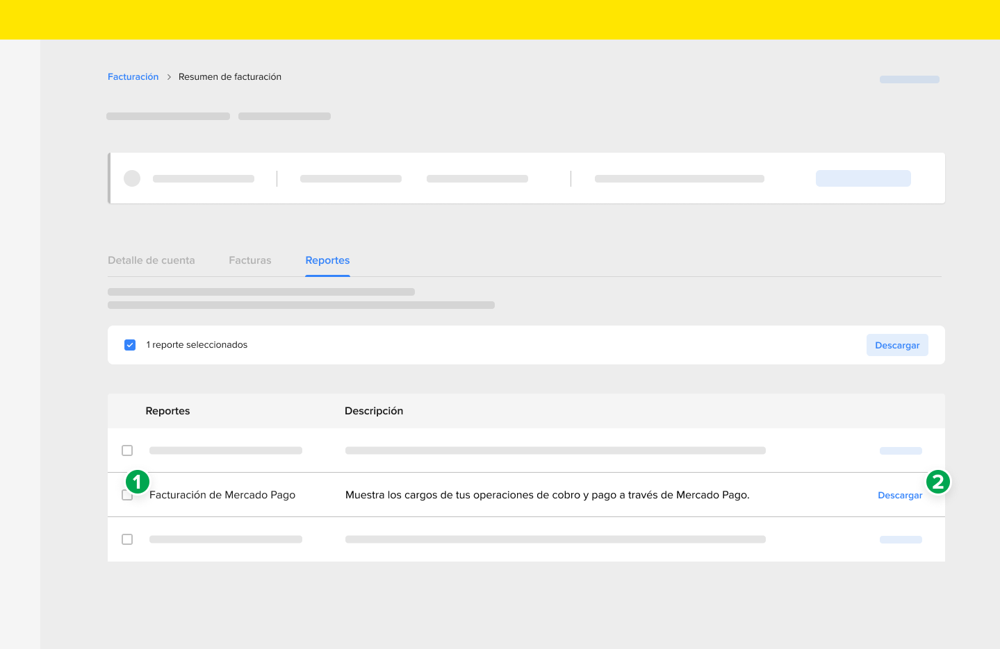 Facturación > Resumen de facturación
Detalle de cuenta Facturas Reportes
1 reporte seleccionados Descargar
Reportes Descripción
1 2
Facturación de Mercado Pago Muestra los cargos de tus operaciones de cobro y pago a través de Mercado Pago. Descargar